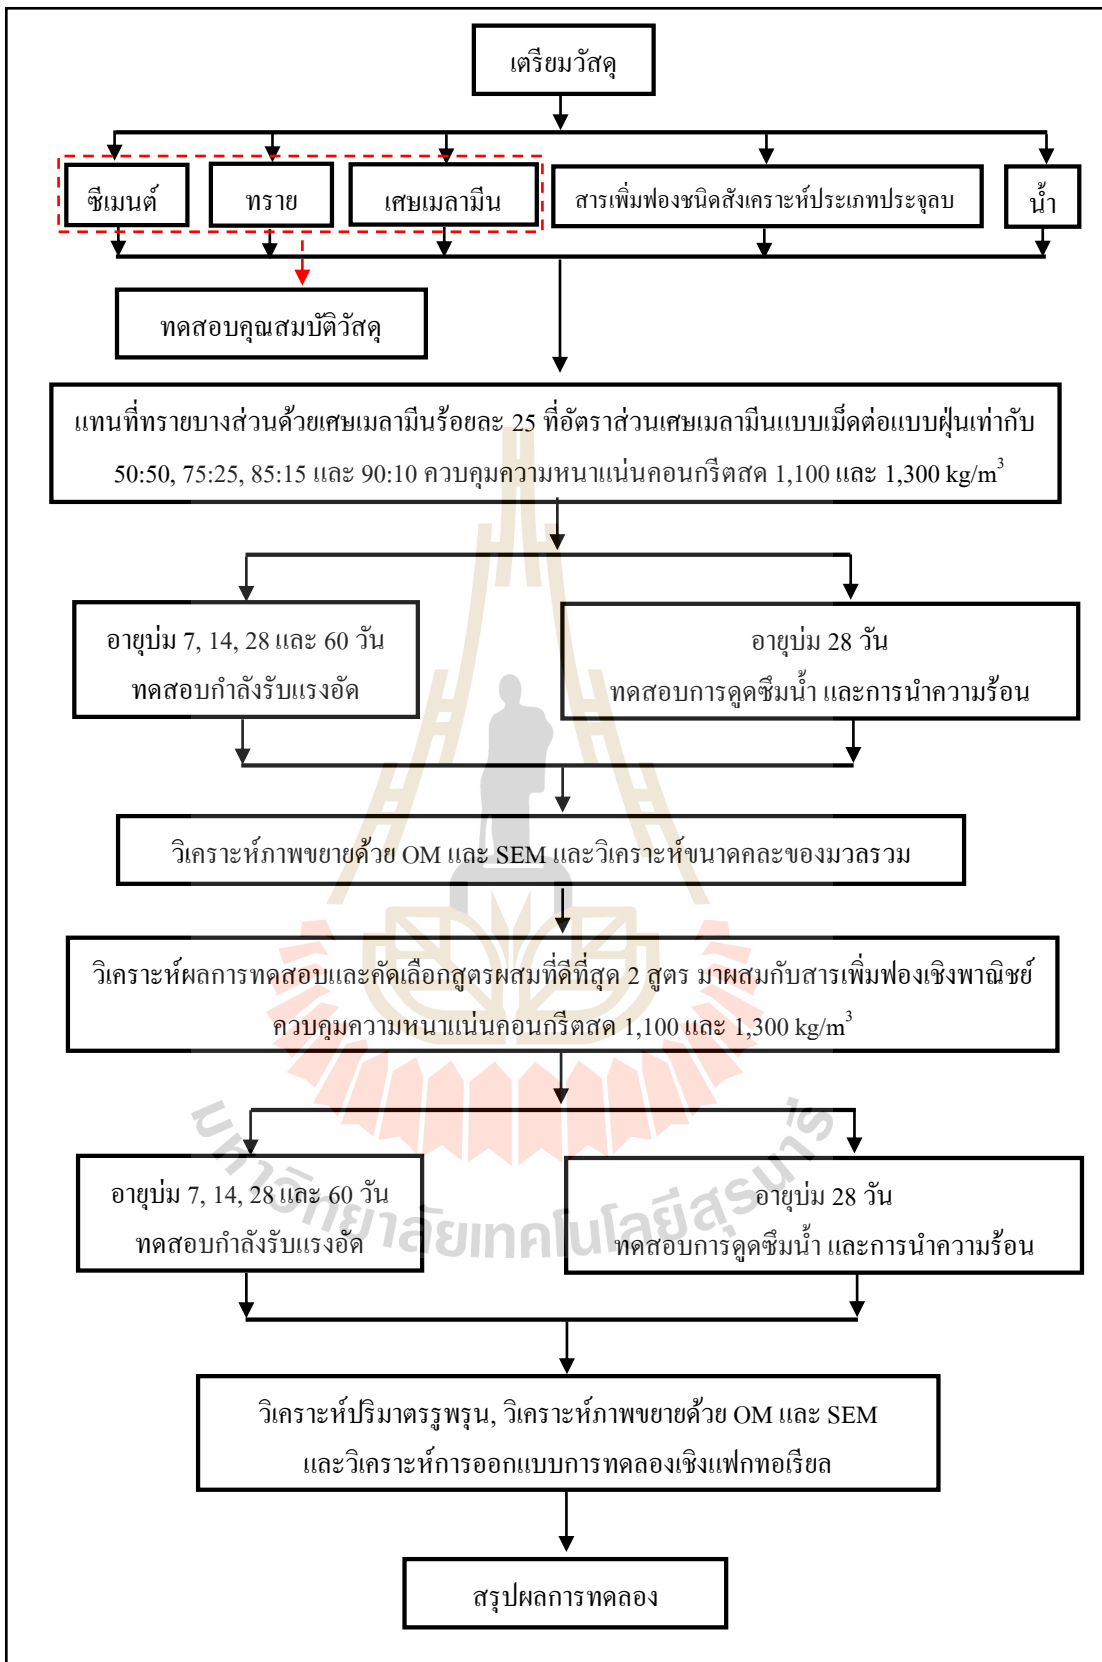 เตรียมวัสดุ
ซีเมนต์
ทราย
เศษเมลามีน
สารเพิ่มฟองชนิดสังเคราะห์ประเภทประจุลบ
น้ำ
ทดสอบคุณสมบัติวัสดุ
แทนที่ทรายบางส่วนด้วยเศษเมลามีนร้อยละ 25 ที่อัตราส่วนเศษเมลามีนแบบเม็ดต่อแบบฝุ่นเท่ากับ
50:50, 75:25, 85:15 และ 90:10 ควบคุมความหนาแน่นคอนกรีตสด 1,100 และ 1,300 kg/m³
อายุบ่ม 7, 14, 28 และ 60 วัน
ทดสอบกำลังรับแรงอัด
อายุบ่ม 28 วัน
ทดสอบการดูดซึมน้ำ และการนำความร้อน
วิเคราะห์ภาพขยายด้วย OM และ SEM และวิเคราะห์ขนาดคละของมวลรวม
วิเคราะห์ผลการทดสอบและคัดเลือกสูตรผสมที่ดีที่สุด 2 สูตร มาผสมกับสารเพิ่มฟองเชิงพาณิชย์
ควบคุมความหนาแน่นคอนกรีตสด 1,100 และ 1,300 kg/m³
อายุบ่ม 7, 14, 28 และ 60 วัน
ทดสอบกำลังรับแรงอัด
อายุบ่ม 28 วัน
ทดสอบการดูดซึมน้ำ และการนำความร้อน
มหาวิทยาลัยเทคโนโลยีสุรนารี
วิเคราะห์ปริมาตรรูพรุน, วิเคราะห์ภาพขยายด้วย OM และ SEM
และวิเคราะห์การออกแบบการทดลองเชิงแฟกทอเรียล
สรุปผลการทดลอง